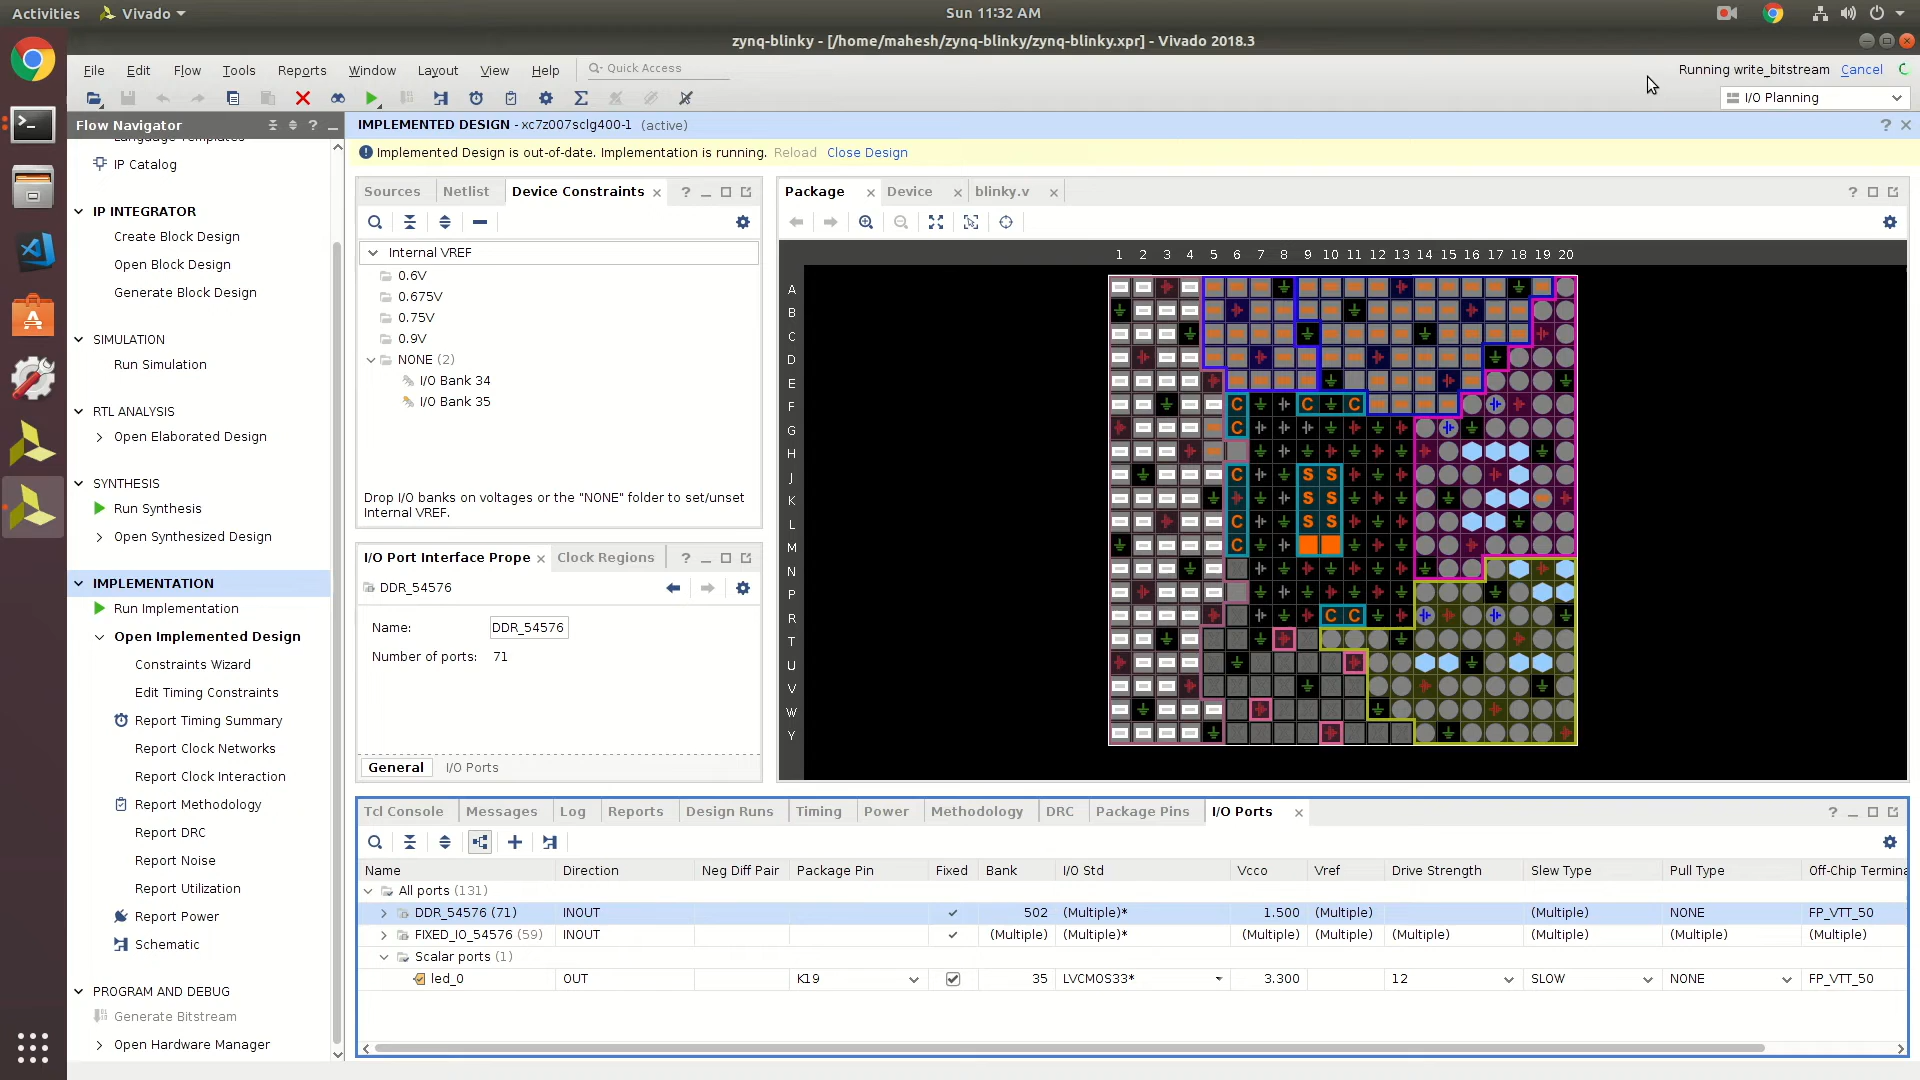 Activities
Vivado
Sun 11:32 AM
zynq-blinky - [/home/mahesh/zynq-blinky/zynq-blinky.xpr] - Vivado 2018.3
File Edit Flow Tools Reports Window Layout View Help
Quick Access
Running write_bitstream Cancel
I/O Planning
Flow Navigator
IMPLEMENTED DESIGN - xc7z007sclg400-1 (active)
Implemented Design is out-of-date. Implementation is running. Reload Close Design
Language Templates
IP Catalog
IP INTEGRATOR
Create Block Design
Open Block Design
Generate Block Design
SIMULATION
Run Simulation
RTL ANALYSIS
Open Elaborated Design
SYNTHESIS
Run Synthesis
Open Synthesized Design
IMPLEMENTATION
Run Implementation
Open Implemented Design
Constraints Wizard
Edit Timing Constraints
Report Timing Summary
Report Clock Networks
Report Clock Interaction
Report Methodology
Report DRC
Report Noise
Report Utilization
Report Power
Schematic
PROGRAM AND DEBUG
Generate Bitstream
Open Hardware Manager
Sources Netlist Device Constraints
Internal VREF
0.6V
0.675V
0.75V
0.9V
NONE (2)
I/O Bank 34
I/O Bank 35
Drop I/O banks on voltages or the "NONE" folder to set/unset
Internal VREF.
I/O Port Interface Prope Clock Regions
DDR_54576
Name: DDR_54576
Number of ports: 71
General I/O Ports
Package Device blinky.v
1 2 3 4 5 6 7 8 9 10 11 12 13 14 15 16 17 18 19 20
A
B
C
D
E
F C C C
G C
H
J C S S
K S S
L C S S
M C
N
P
R C C
T
U
V
W
Y
Tcl Console Messages Log Reports Design Runs Timing Power Methodology DRC Package Pins I/O Ports
Name Direction Neg Diff Pair Package Pin Fixed Bank I/O Std Vcco Vref Drive Strength Slew Type Pull Type Off-Chip Termina
All ports (131)
DDR_54576 (71) INOUT 502 (Multiple)* 1.500 (Multiple) (Multiple) NONE FP_VTT_50
FIXED_IO_54576 (59) INOUT (Multiple) (Multiple)* (Multiple) (Multiple) (Multiple) (Multiple) (Multiple) (Multiple)
Scalar ports (1)
led_0 OUT K19 35 LVCMOS33* 3.300 12 SLOW NONE FP_VTT_50